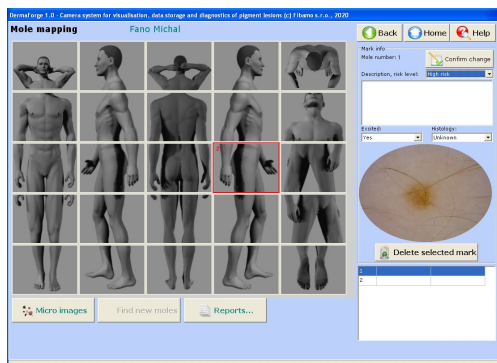 Dermaforge 1.0 - Camera system for visualisation, data storage and diagnostics of pigment lesions (c) Fibamo s.r.o., 2020
Mole mapping
Fano Michal
Back
Home
Help
Mark info
Mole number: 1
Confirm change
Description, risk level:
High risk
Excited:
Histology:
Yes
Unknown
Delete selected mark
1
2
Micro images
Find new moles
Reports...